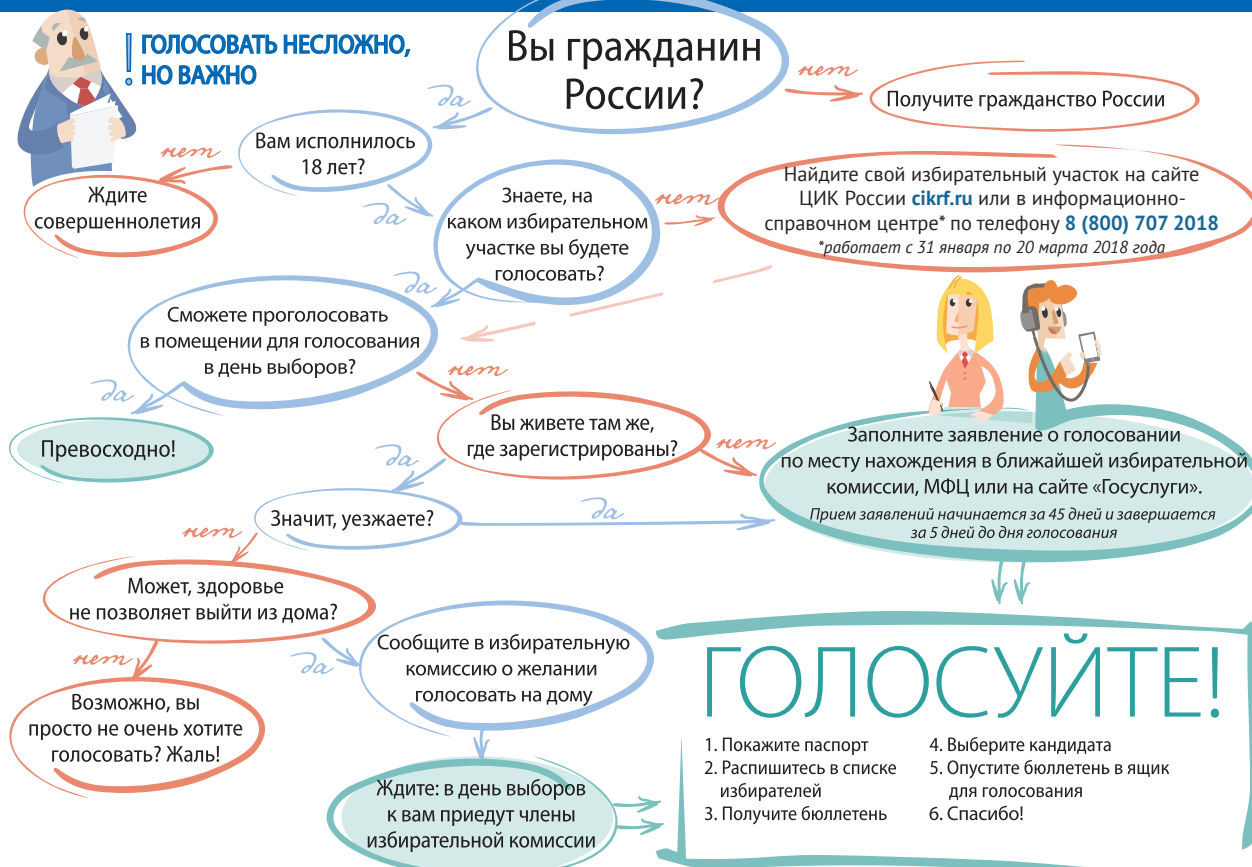 ГОЛОСОВАТЬ НЕСЛОЖНО,
НО ВАЖНО
Вы гражданин
России?
нет
Получите гражданство России
да
Вам исполнилось
18 лет?
нет
Ждите
совершеннолетия
да
Знаете, на
каком избирательном
участке вы будете
голосовать?
нет
Найдите свой избирательный участок на сайте
ЦИК России cikrf.ru или в информационно-
справочном центре* по телефону 8 (800) 707 2018
*работает с 31 января по 20 марта 2018 года
да
Сможете проголосовать
в помещении для голосования
в день выборов?
да
Превосходно!
нет
Вы живете там же,
где зарегистрированы?
нет
Заполните заявление о голосовании
по месту нахождения в ближайшей избирательной
комиссии, МФЦ или на сайте «Госуслуги».
Прием заявлений начинается за 45 дней и завершается
за 5 дней до дня голосования
да
Значит, уезжаете?
да
нет
Может, здоровье
не позволяет выйти из дома?
нет
Возможно, вы
просто не очень хотите
голосовать? Жаль!
да
Сообщите в избирательную
комиссию о желании
голосовать на дому
Ждите: в день выборов
к вам приедут члены
избирательной комиссии
ГОЛОСУЙТЕ!
1. Покажите паспорт
2. Распишитесь в списке
избирателей
3. Получите бюллетень
4. Выберите кандидата
5. Опустите бюллетень в ящик
для голосования
6. Спасибо!